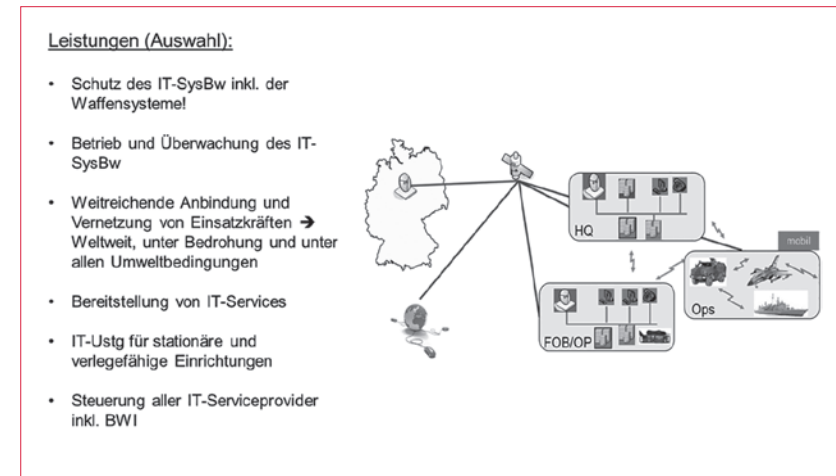 Leistungen (Auswahl):
• Schutz des IT-SysBw inkl. der
Waffensysteme!
• Betrieb und Überwachung des IT-
SysBw
• Weitreichende Anbindung und
Vernetzung von Einsatzkräften ➔
Weltweit, unter Bedrohung und unter
allen Umweltbedingungen
• Bereitstellung von IT-Services
• IT-Ustg für stationäre und
verlegefähige Einrichtungen
• Steuerung aller IT-Serviceprovider
inkl. BWI
HQ
mobil
Ops
FOB/OP